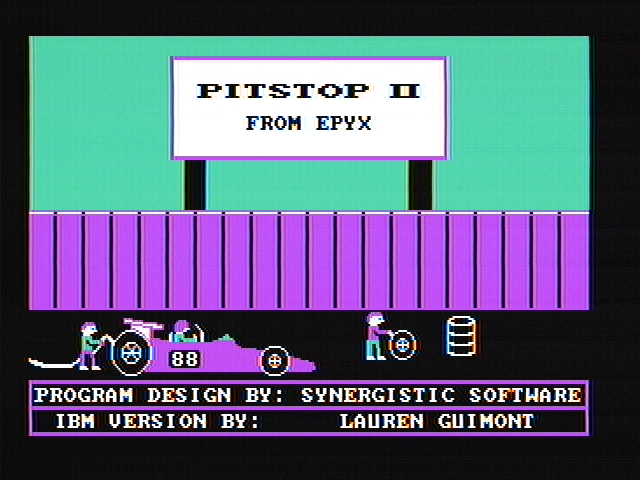 PITSTOP II
FROM EPYX
88
PROGRAM DESIGN BY: SYNERGISTIC SOFTWARE
IBM VERSION BY: LAUREN GUIMONT